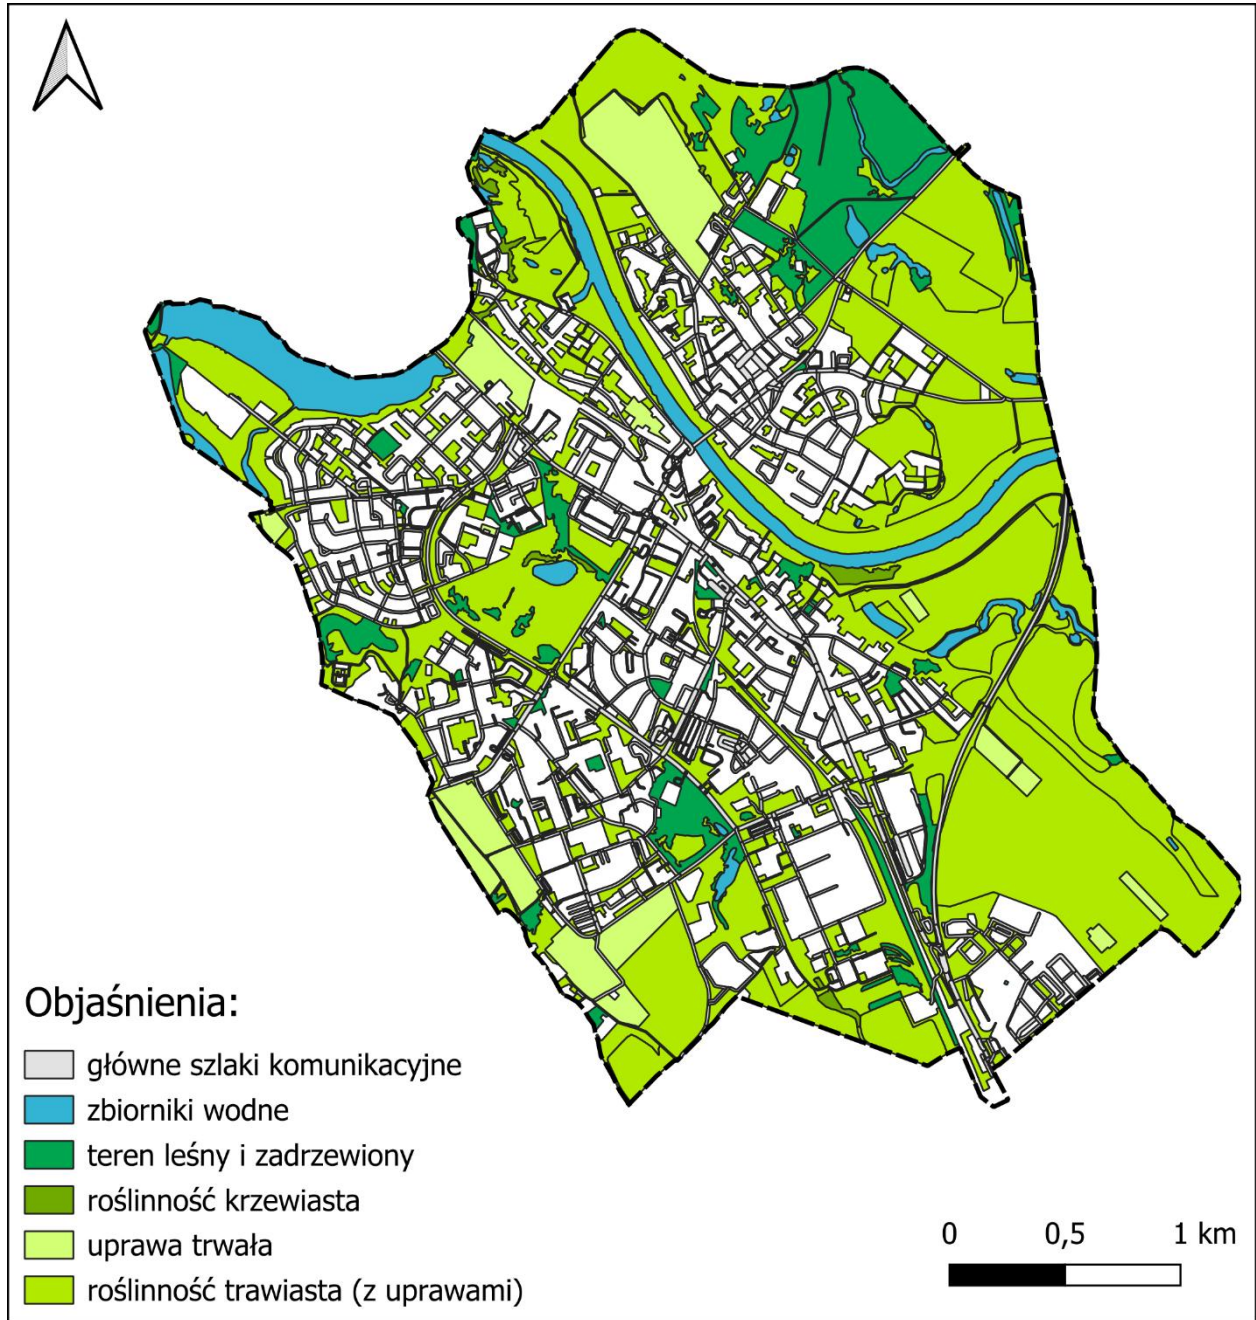 Objaśnienia:
główne szlaki komunikacyjne
zbiorniki wodne
teren leśny i zadrzewiony
roślinność krzewiasta
uprawa trwała
roślinność trawiasta (z uprawami)
0 0,5 1 km